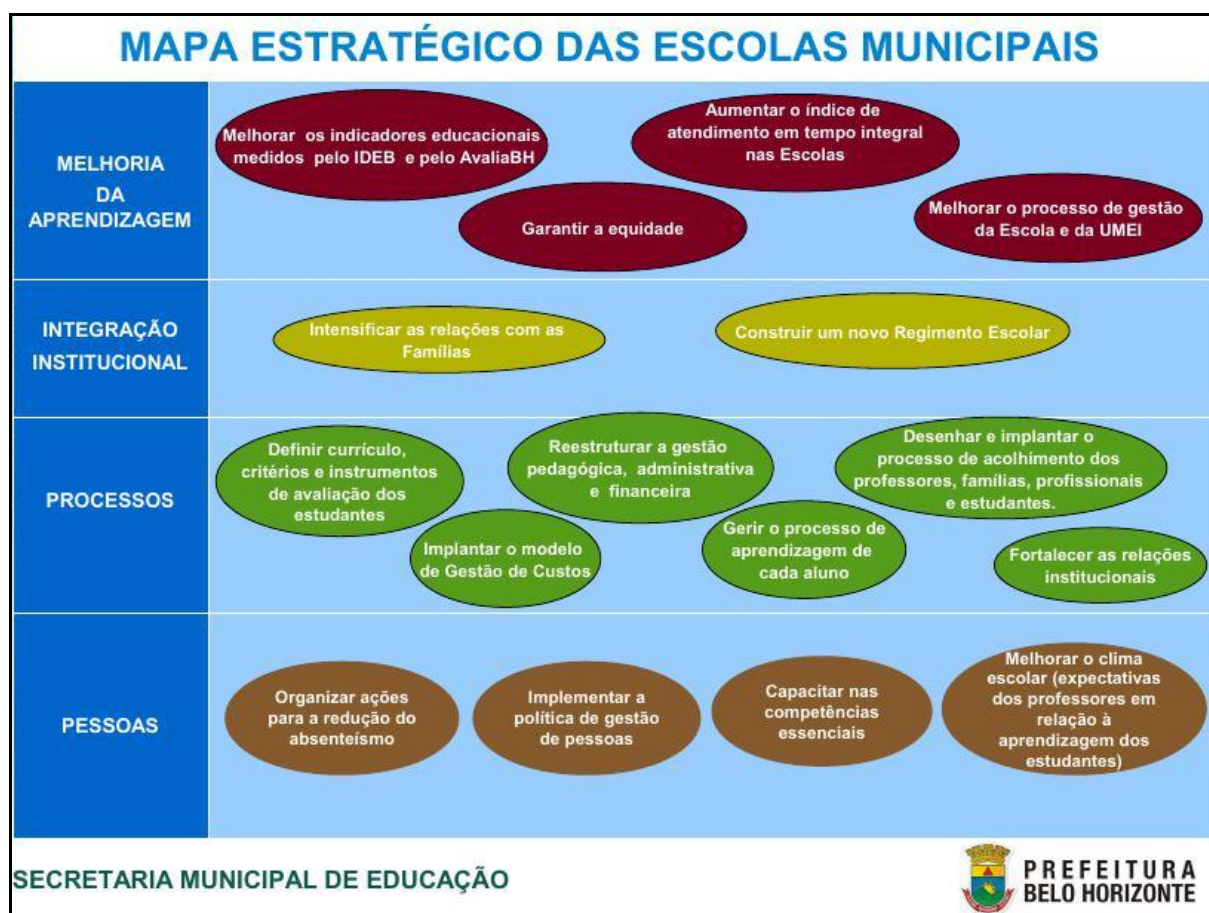 MAPA ESTRATÉGICO DAS ESCOLAS MUNICIPAIS
MELHORIA
DA
APRENDIZAGEM
Melhorar os indicadores educacionais
medidos pelo IDEB e pelo AvaliaBH
Aumentar o índice de
atendimento em tempo integral
nas Escolas
Garantir a equidade
Melhorar o processo de gestão
da Escola e da UMEI
INTEGRAÇÃO
INSTITUCIONAL
Intensificar as relações com as
Famílias
Construir um novo Regimento Escolar
PROCESSOS
Definir currículo,
critérios e instrumentos
de avaliação dos
estudantes
Reestruturar a gestão
pedagógica, administrativa
e financeira
Desenhar e implantar o
processo de acolhimento dos
professores, famílias, profissionais
e estudantes.
Implantar o modelo
de Gestão de Custos
Gerir o processo de
aprendizagem de
cada aluno
Fortalecer as relações
institucionais
PESSOAS
Organizar ações
para a redução do
absenteísmo
Implementar a
política de gestão
de pessoas
Capacitar nas
competências
essenciais
Melhorar o clima
escolar (expectativas
dos professores em
relação à
aprendizagem dos
estudantes)
SECRETARIA MUNICIPAL DE EDUCAÇÃO
PREFEITURA
BELO HORIZONTE